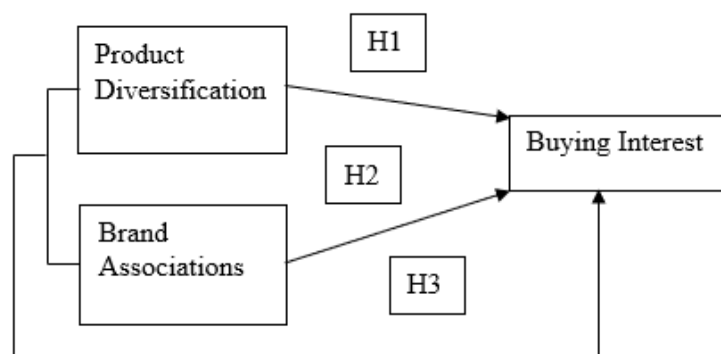 H1
Product
Diversification
Buying Interest
H2
Brand
Associations
H3